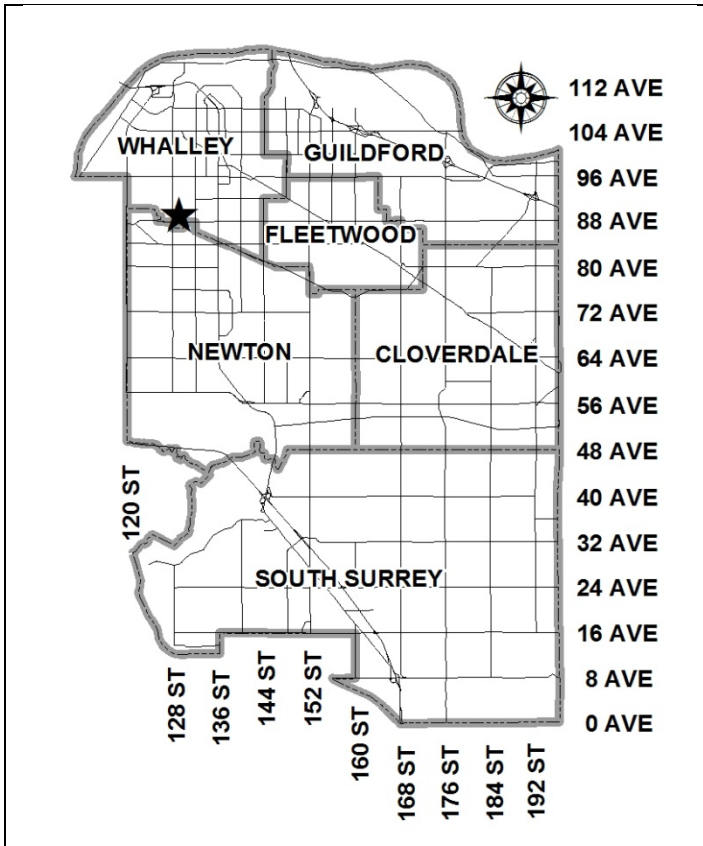 112 AVE
104 AVE
WHALLEY
GUILDFORD
96 AVE
88 AVE
FLEETWOOD
80 AVE
72 AVE
NEWTON
CLOVERDALE
64 AVE
56 AVE
48 AVE
120 ST
40 AVE
32 AVE
SOUTH SURREY
24 AVE
16 AVE
8 AVE
0 AVE
128 ST
136 ST
144 ST
152 ST
160 ST
168 ST
176 ST
184 ST
192 ST